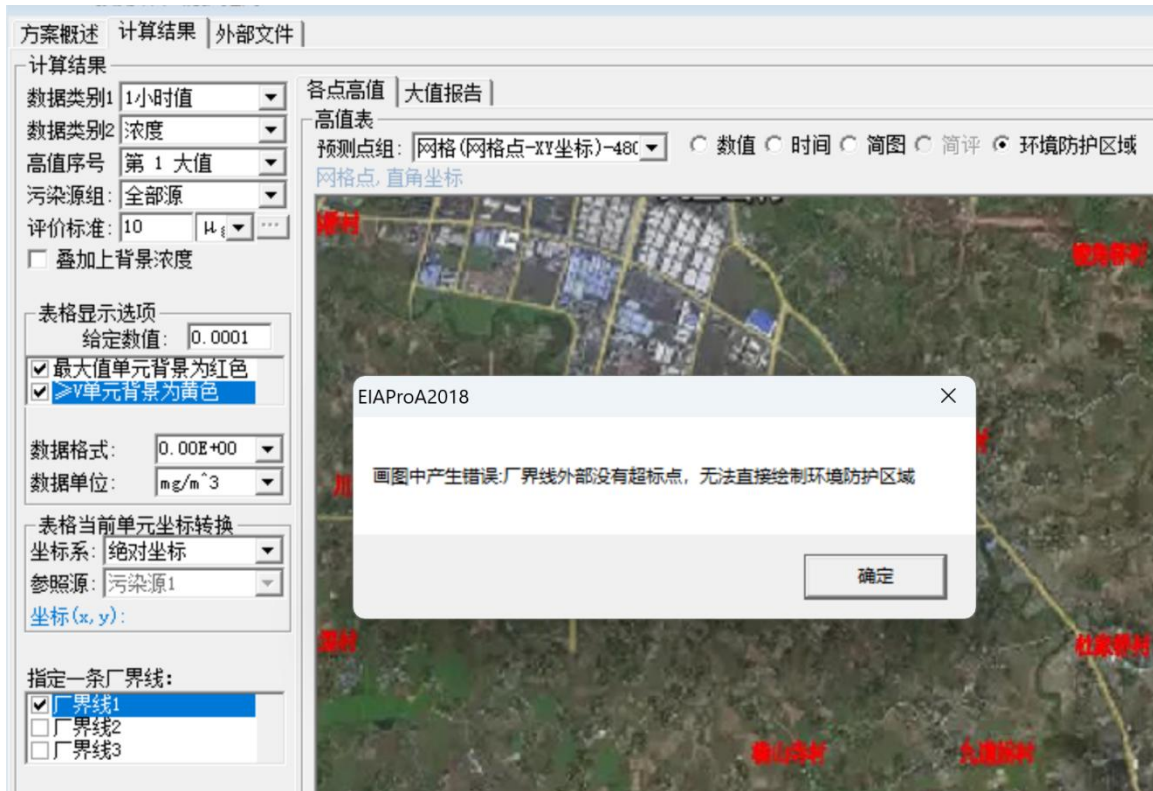 方案概述 计算结果 外部文件
计算结果
数据类别1 1小时值
数据类别2 浓度
高值序号 第 1 大值
污染源组: 全部源
评价标准: 10 μg
叠加上背景浓度
表格显示选项
给定数值: 0.0001
最大值单元背景为红色
≥V单元背景为黄色
数据格式: 0.00E+00
数据单位: mg/m^3
表格当前单元坐标转换
坐标系: 绝对坐标
参照源: 污染源1
坐标(x,y):
指定一条厂界线:
厂界线1
厂界线2
厂界线3
各点高值 大值报告
高值表
预测点组: 网格(网格点-XY坐标)-480 数值 时间 简图 简评 环境防护区域
网格点,直角坐标
EIAProA2018
画图中产生错误:厂界线外部没有超标点，无法直接绘制环境防护区域
确定